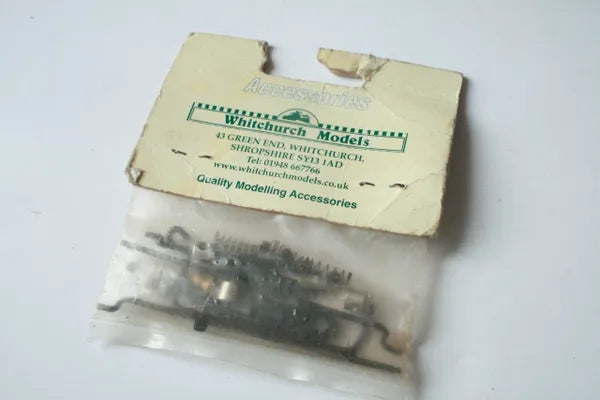 Accessories
Whitchurch Models
43 GREEN END, WHITCHURCH,
SHROPSHIRE SY13 1AD
Tel: 01948 667766
www.whitchurchmodels.co.uk
Quality Modelling Accessories